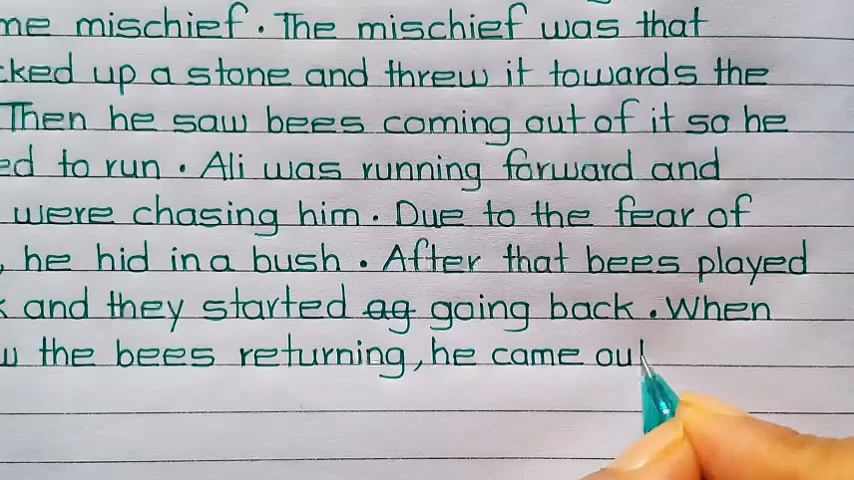 me mischief. The mischief was that
cked up a stone and threw it towards the
Then he saw bees coming out of it so he
ed to run. Ali was running forward and
were chasing him. Due to the fear of
, he hid in a bush. After that bees played
k and they started ag going back. When
w the bees returning, he came ou